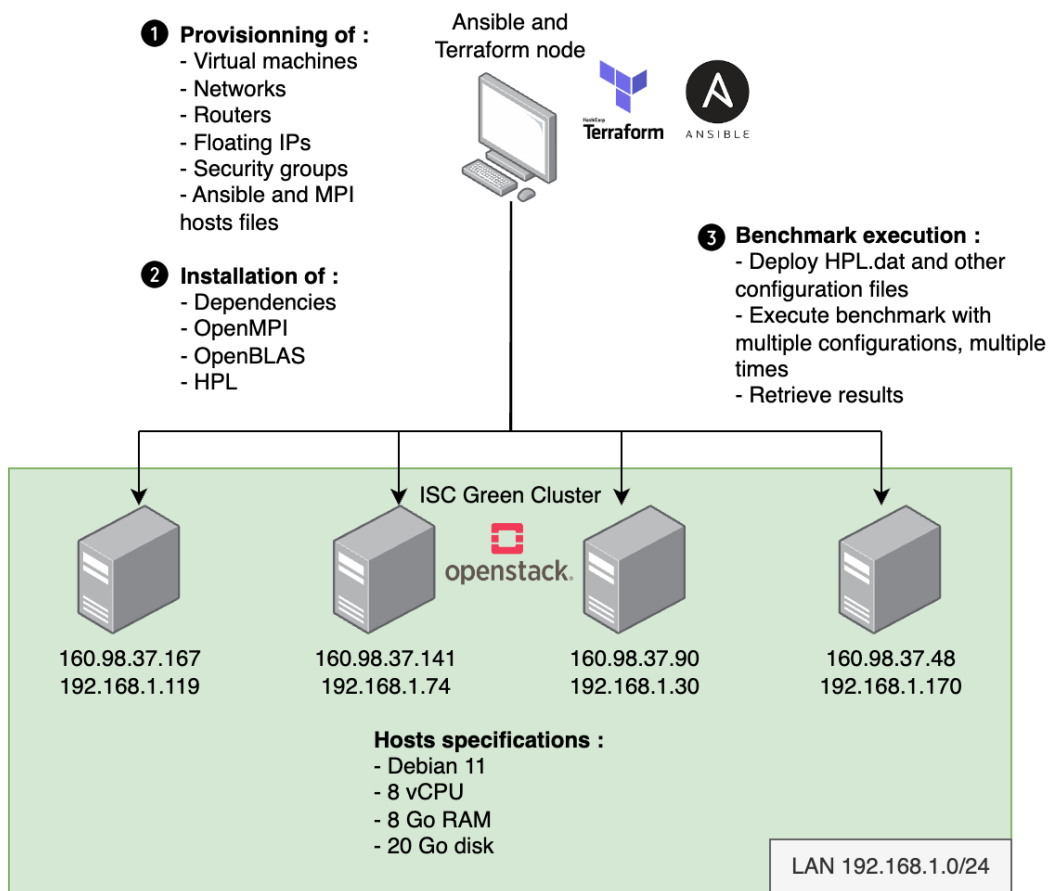 1 Provisionning of :
- Virtual machines
- Networks
- Routers
- Floating IPs
- Security groups
- Ansible and MPI
hosts files
Ansible and
Terraform node
HashiCorp
Terraform
A
ANSIBLE
2 Installation of :
- Dependencies
- OpenMPI
- OpenBLAS
- HPL
3 Benchmark execution :
- Deploy HPL.dat and other
configuration files
- Execute benchmark with
multiple configurations, multiple
times
- Retrieve results
ISC Green Cluster
openstack.
160.98.37.167
192.168.1.119
160.98.37.141
192.168.1.74
160.98.37.90
192.168.1.30
160.98.37.48
192.168.1.170
Hosts specifications :
- Debian 11
- 8 vCPU
- 8 Go RAM
- 20 Go disk
LAN 192.168.1.0/24